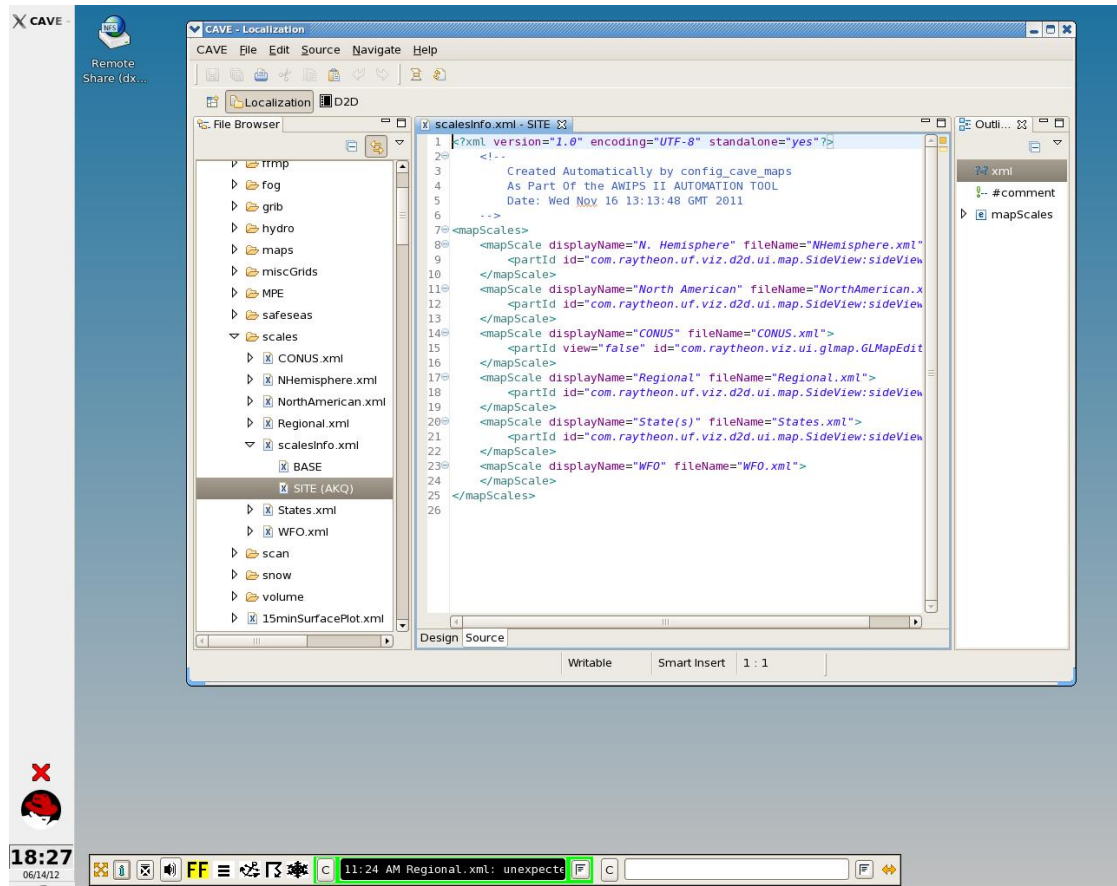 CAVE -
NFS
Remote
Share (dx...
CAVE - Localization
CAVE File Edit Source Navigate Help
Localization D2D
File Browser
ffmp
fog
grib
hydro
maps
miscGrids
MPE
safeseas
scales
CONUS.xml
NHemisphere.xml
NorthAmerican.xml
Regional.xml
scalesInfo.xml
BASE
SITE (AKQ)
States.xml
WFO.xml
scan
snow
volume
15minSurfacePlot.xml
scalesInfo.xml - SITE
1 <?xml version="1.0" encoding="UTF-8" standalone="yes"?>
2 <!--
3 Created Automatically by config_cave_maps
4 As Part Of the AWIPS II AUTOMATION TOOL
5 Date: Wed Nov 16 13:13:48 GMT 2011
6 -->
7 <mapScales>
8 <mapScale displayName="N. Hemisphere" fileName="NHemisphere.xml"
9 <partId id="com.raytheon.uf.viz.d2d.ui.map.SideView:sideView
10 </mapScale>
11 <mapScale displayName="North American" fileName="NorthAmerican.x
12 <partId id="com.raytheon.uf.viz.d2d.ui.map.SideView:sideView
13 </mapScale>
14 <mapScale displayName="CONUS" fileName="CONUS.xml">
15 <partId view="false" id="com.raytheon.viz.ui.glmap.GLMapEdit
16 </mapScale>
17 <mapScale displayName="Regional" fileName="Regional.xml">
18 <partId id="com.raytheon.uf.viz.d2d.ui.map.SideView:sideView
19 </mapScale>
20 <mapScale displayName="State(s)" fileName="States.xml">
21 <partId id="com.raytheon.uf.viz.d2d.ui.map.SideView:sideView
22 </mapScale>
23 <mapScale displayName="WFO" fileName="WFO.xml">
24 </mapScale>
25 </mapScales>
26
Design Source
Outli...
?-? xml
!-- #comment
e mapScales
Writable Smart Insert 1 : 1
18:27
06/14/12
FF C 11:24 AM Regional.xml: unexpecte F C F